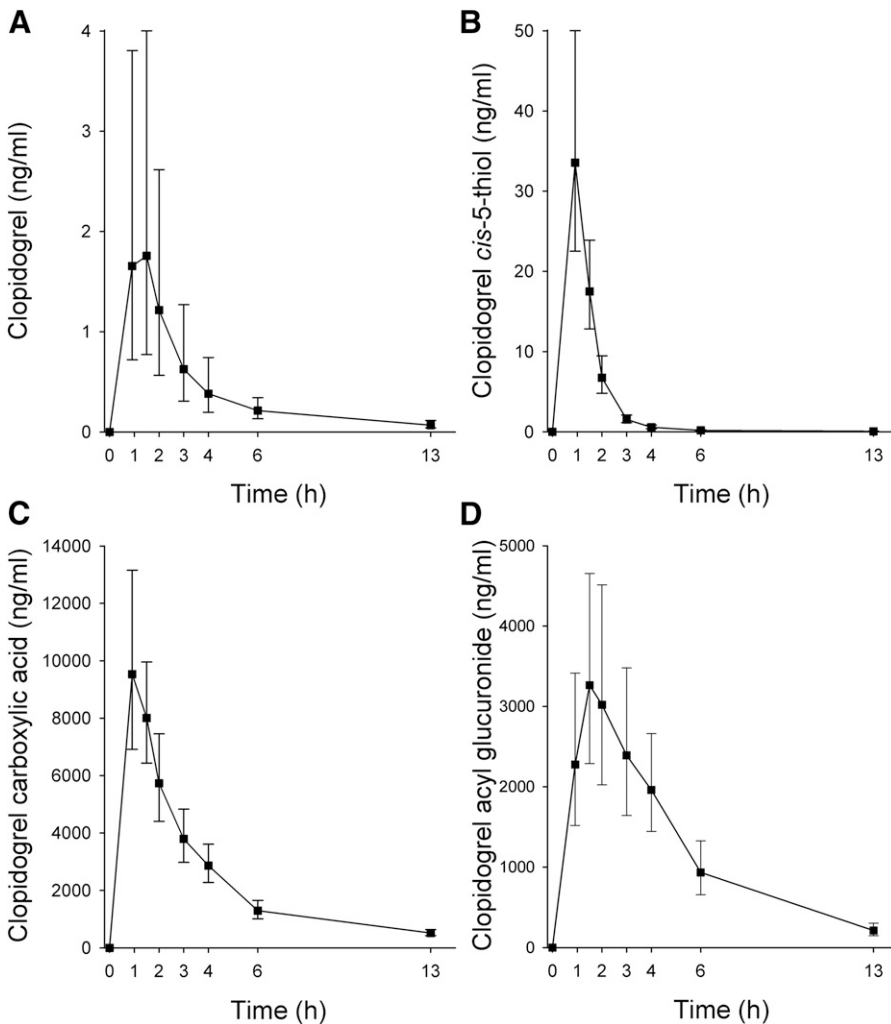 A
Clopidogrel (ng/ml)
4
3
2
1
0
0 1 2 3 4 6 13
Time (h)
B
Clopidogrel cis-5-thiol (ng/ml)
50
40
30
20
10
0
0 1 2 3 4 6 13
Time (h)
C
Clopidogrel carboxylic acid (ng/ml)
14000
12000
10000
8000
6000
4000
2000
0
0 1 2 3 4 6 13
Time (h)
D
Clopidogrel acyl glucuronide (ng/ml)
5000
4000
3000
2000
1000
0
0 1 2 3 4 6 13
Time (h)